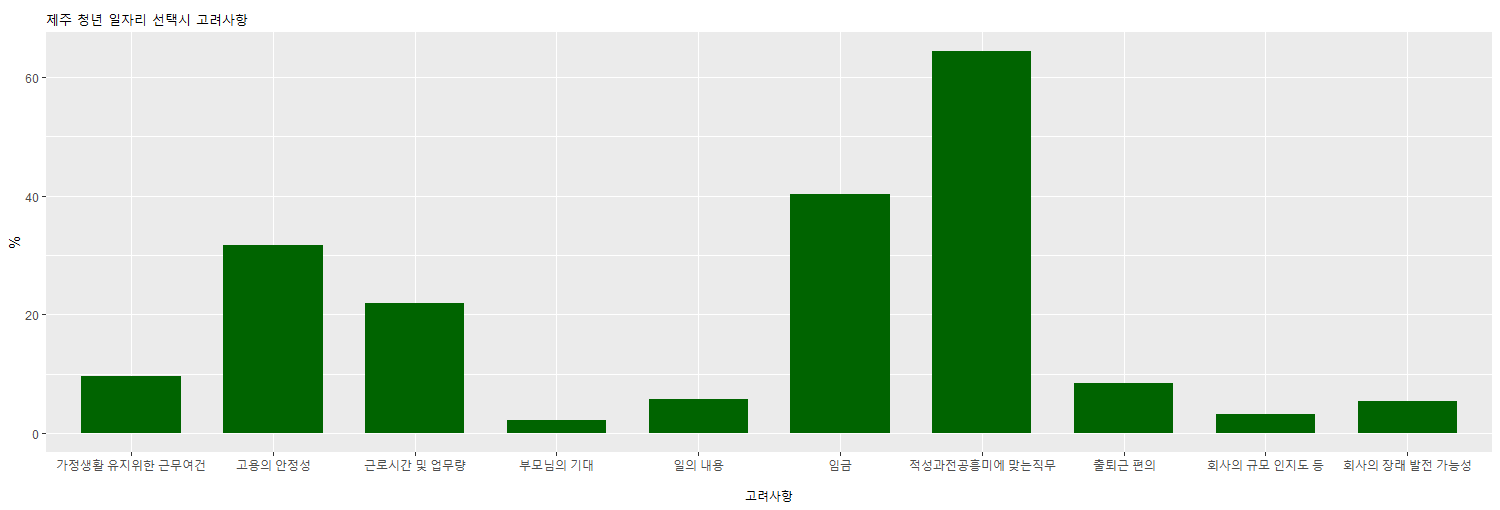 제주 청년 일자리 선택시 고려사항
60
40
20
0
%
가정생활 유지위한 근무여건 고용의 안정성 근로시간 및 업무량 부모님의 기대 일의 내용 임금 적성과전공흥미에 맞는직무 출퇴근 편의 회사의 규모 인지도 등 회사의 장래 발전 가능성
고려사항